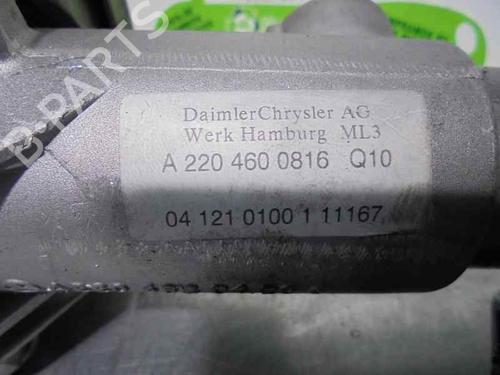 DaimlerChrysler AG
Werk Hamburg ML3
A 220 460 0816 Q10
04 121 0100 1 11167
B-PARTS